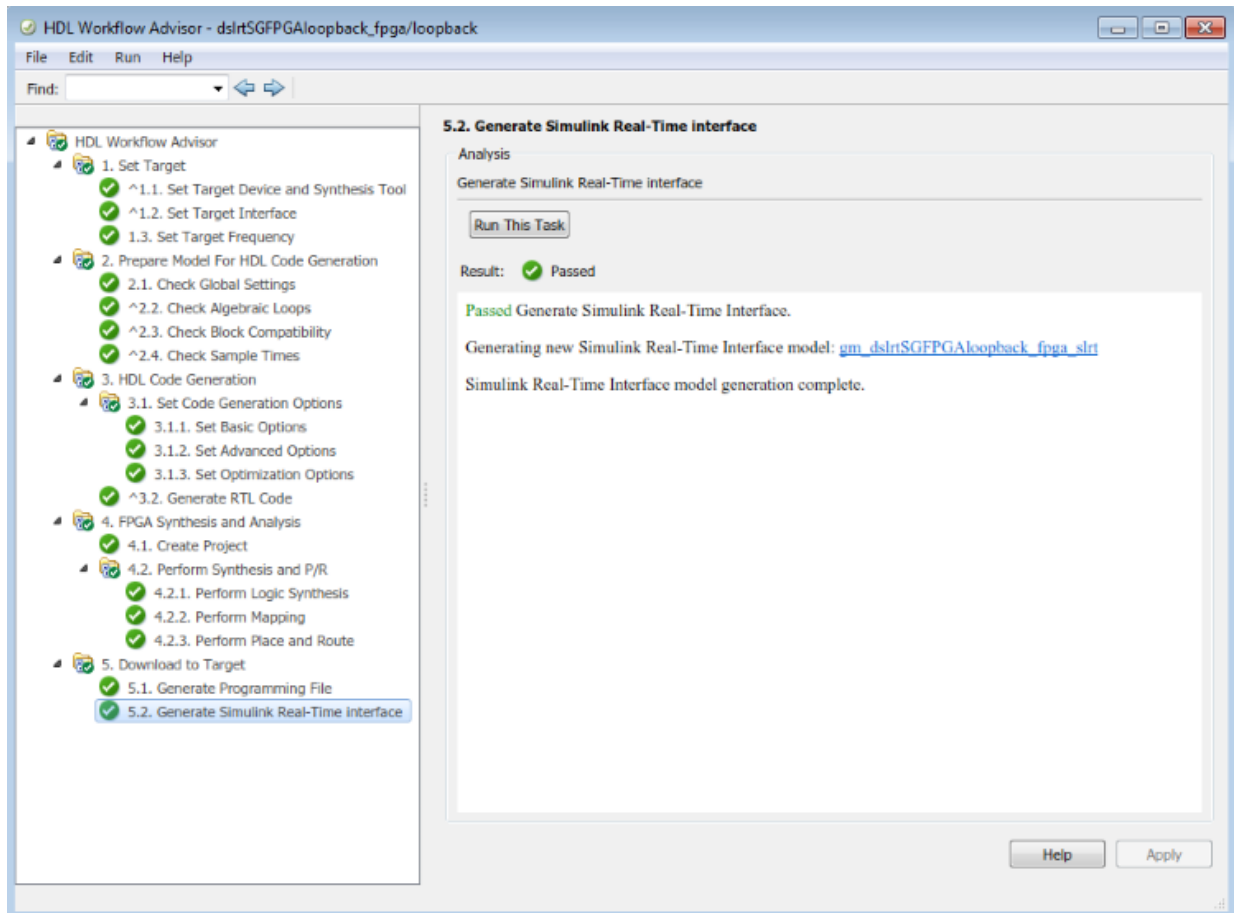 HDL Workflow Advisor - dslrtSGFPGAloopback_fpga/loopback
File Edit Run Help
Find:
HDL Workflow Advisor
1. Set Target
^1.1. Set Target Device and Synthesis Tool
^1.2. Set Target Interface
1.3. Set Target Frequency
2. Prepare Model For HDL Code Generation
2.1. Check Global Settings
^2.2. Check Algebraic Loops
^2.3. Check Block Compatibility
^2.4. Check Sample Times
3. HDL Code Generation
3.1. Set Code Generation Options
3.1.1. Set Basic Options
3.1.2. Set Advanced Options
3.1.3. Set Optimization Options
^3.2. Generate RTL Code
4. FPGA Synthesis and Analysis
4.1. Create Project
4.2. Perform Synthesis and P/R
4.2.1. Perform Logic Synthesis
4.2.2. Perform Mapping
4.2.3. Perform Place and Route
5. Download to Target
5.1. Generate Programming File
5.2. Generate Simulink Real-Time interface
5.2. Generate Simulink Real-Time interface
Analysis
Generate Simulink Real-Time interface
Run This Task
Result: Passed
Passed Generate Simulink Real-Time Interface.
Generating new Simulink Real-Time Interface model: gm_dslrtSGFPGAloopback_fpga_slrt
Simulink Real-Time Interface model generation complete.
Help Apply